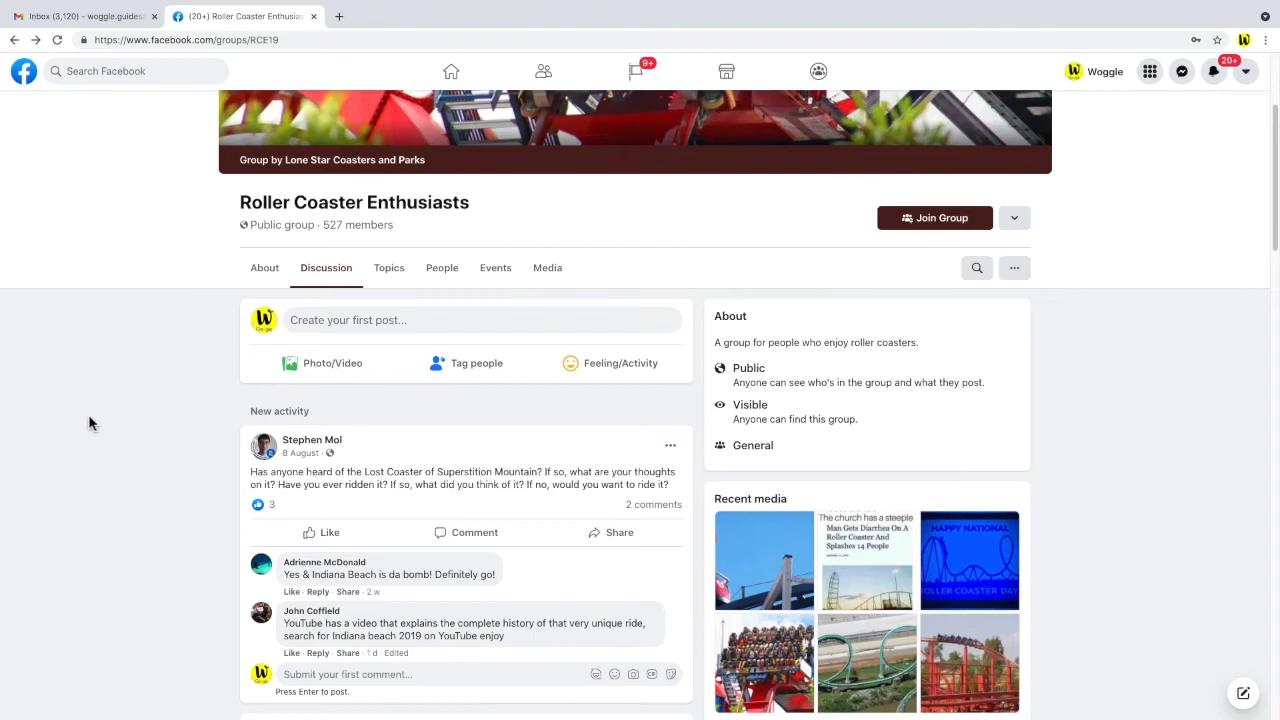 Inbox (3,120) - woggle.guides
(20+) Roller Coaster Enthusias
https://www.facebook.com/groups/RCE19
Search Facebook
9+
Woggle
20+
Group by Lone Star Coasters and Parks
Roller Coaster Enthusiasts
Public group · 527 members
Join Group
About
Discussion
Topics
People
Events
Media
Create your first post...
Photo/Video
Tag people
Feeling/Activity
New activity
Stephen Mol
8 August ·
Has anyone heard of the Lost Coaster of Superstition Mountain? If so, what are your thoughts
on it? Have you ever ridden it? If so, what did you think of it? If no, would you want to ride it?
3
2 comments
Like
Comment
Share
Adrienne McDonald
Yes & Indiana Beach is da bomb! Definitely go!
Like · Reply · Share · 2 w
John Coffield
YouTube has a video that explains the complete history of that very unique ride,
search for Indiana beach 2019 on YouTube enjoy
Like · Reply · Share · 1 d · Edited
Submit your first comment...
Press Enter to post.
About
A group for people who enjoy roller coasters.
Public
Anyone can see who's in the group and what they post.
Visible
Anyone can find this group.
General
Recent media
The church has a steeple
Man Gets Diarrhea On A
Roller Coaster And
Splashes 14 People
HAPPY NATIONAL
ROLLER COASTER DAY